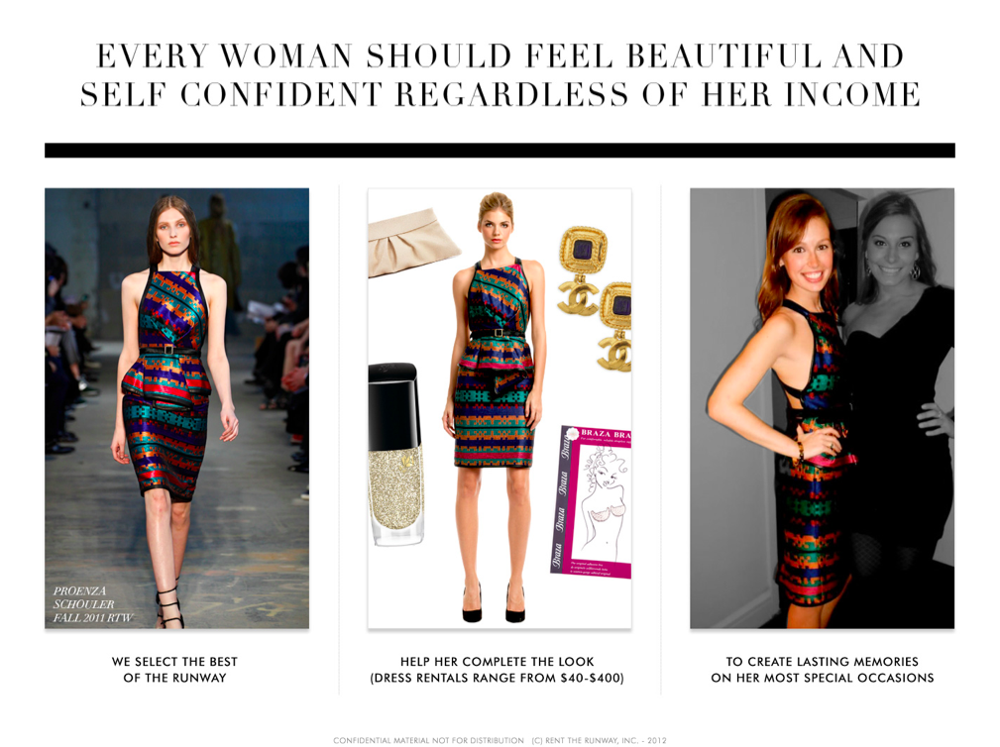 EVERY WOMAN SHOULD FEEL BEAUTIFUL AND
SELF CONFIDENT REGARDLESS OF HER INCOME
PROENZA
SCHOULER
FALL 2011 RTW
BRAZA BRA
Braza
Braza
Braza
Braza
WE SELECT THE BEST
OF THE RUNWAY
HELP HER COMPLETE THE LOOK
(DRESS RENTALS RANGE FROM $40-$400)
TO CREATE LASTING MEMORIES
ON HER MOST SPECIAL OCCASIONS
CONFIDENTIAL MATERIAL NOT FOR DISTRIBUTION (C) RENT THE RUNWAY, INC. - 2012